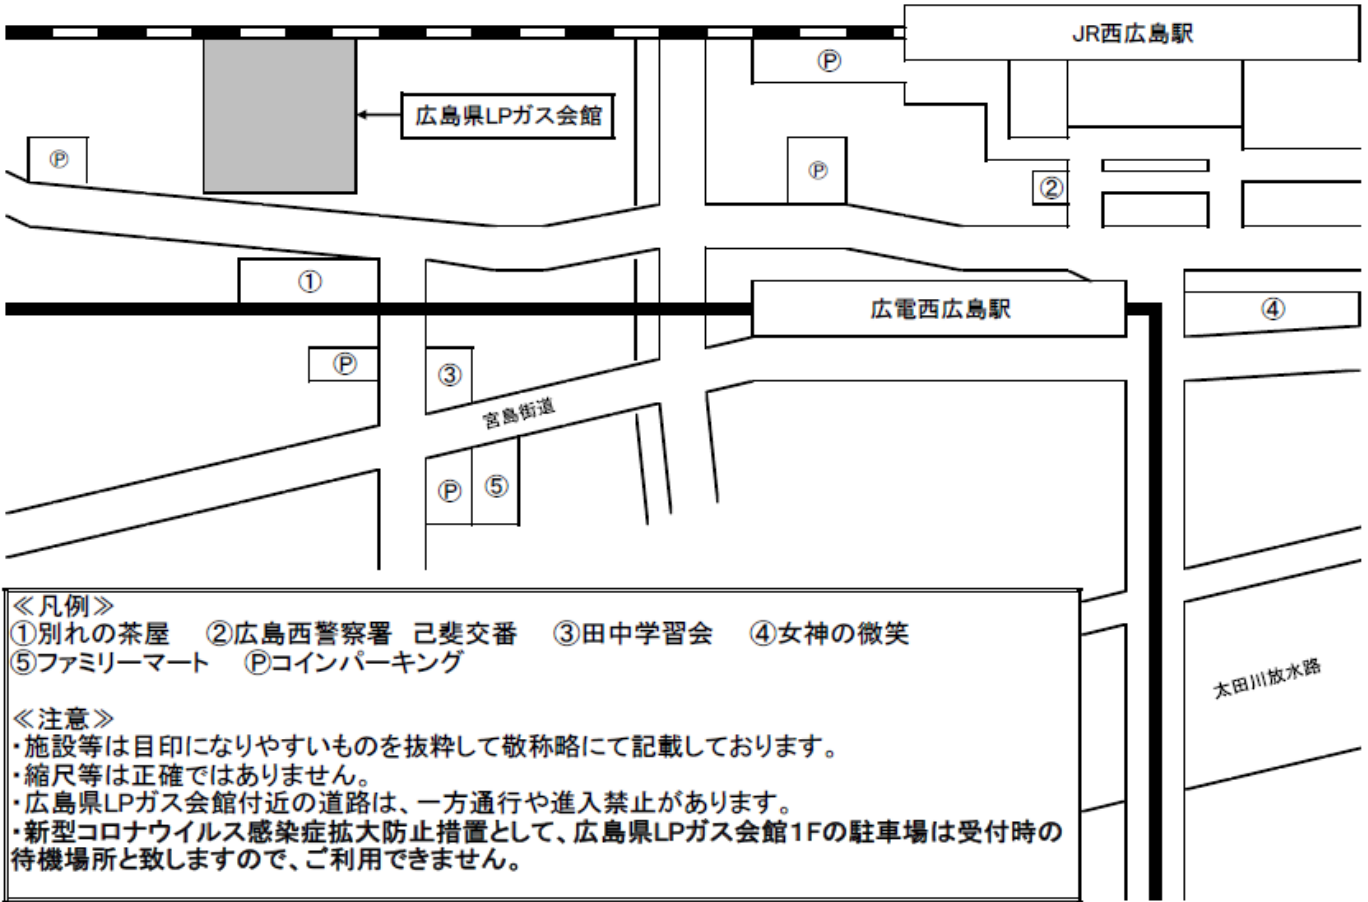 JR西広島駅
Ⓟ
広島県LPガス会館
Ⓟ
Ⓟ
②
①
広電西広島駅
④
Ⓟ
③
宮島街道
Ⓟ
⑤
≪凡例≫
①別れの茶屋 ②広島西警察署 己斐交番 ③田中学習会 ④女神の微笑
⑤ファミリーマート Ⓟコインパーキング
太田川放水路
≪注意≫
・施設等は目印になりやすいものを抜粋して敬称略にて記載しております。
・縮尺等は正確ではありません。
・広島県LPガス会館付近の道路は、一方通行や進入禁止があります。
・新型コロナウイルス感染症拡大防止措置として、広島県LPガス会館1Fの駐車場は受付時の
待機場所と致しますので、ご利用できません。